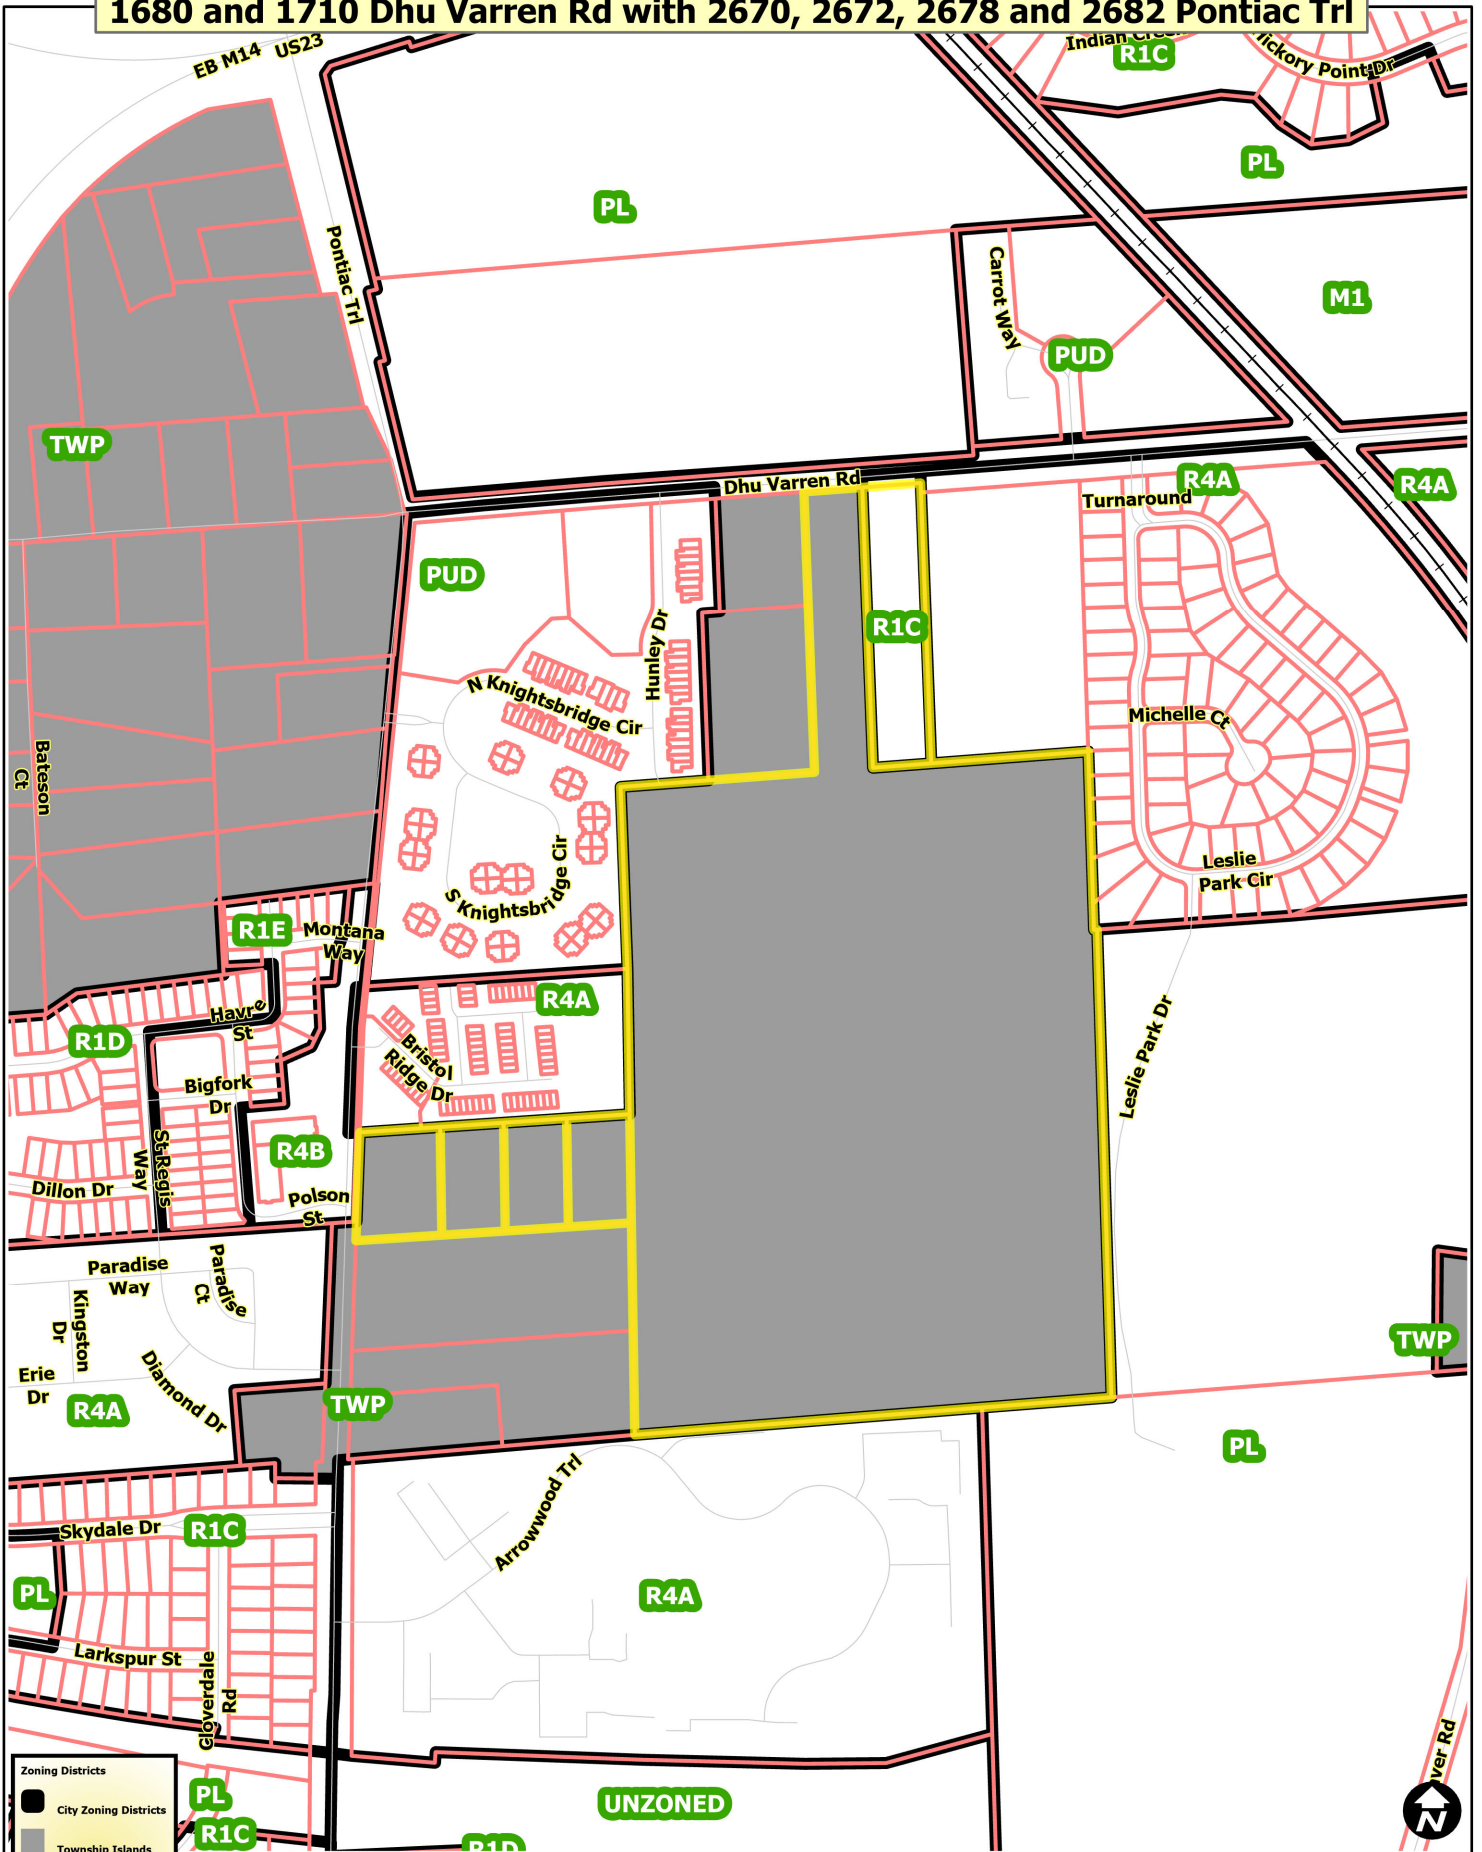 1680 and 1710 Dhu Varren Rd with 2670, 2672, 2678 and 2682 Pontiac Trl
EB M14
US23
Indian Creek
R1C
Hickory Point Dr
PL
PL
Pontiac Trl
Carrot Way
M1
PUD
TWP
Dhu Varren Rd
R4A
Turnaround
R4A
PUD
R1C
Hunley Dr
N Knightsbridge Cir
Michelle Ct
Bateson
Ct
S Knightsbridge Cir
Leslie
Park Cir
R1E
Montana
Way
R4A
Havre
St
R1D
Bristol
Ridge Dr
Leslie Park Dr
Bigfork
Dr
St Regis
Way
R4B
Dillon Dr
Polson
St
Paradise
Way
Paradise
Ct
Kingston
Dr
TWP
Erie
Dr
Diamond Dr
R4A
TWP
PL
Arrowwood Trl
Skydale Dr
R1C
PL
R4A
Larkspur St
Cloverdale
Rd
ver Rd
Zoning Districts
City Zoning Districts
Township Islands
PL
R1C
UNZONED
R1D
N